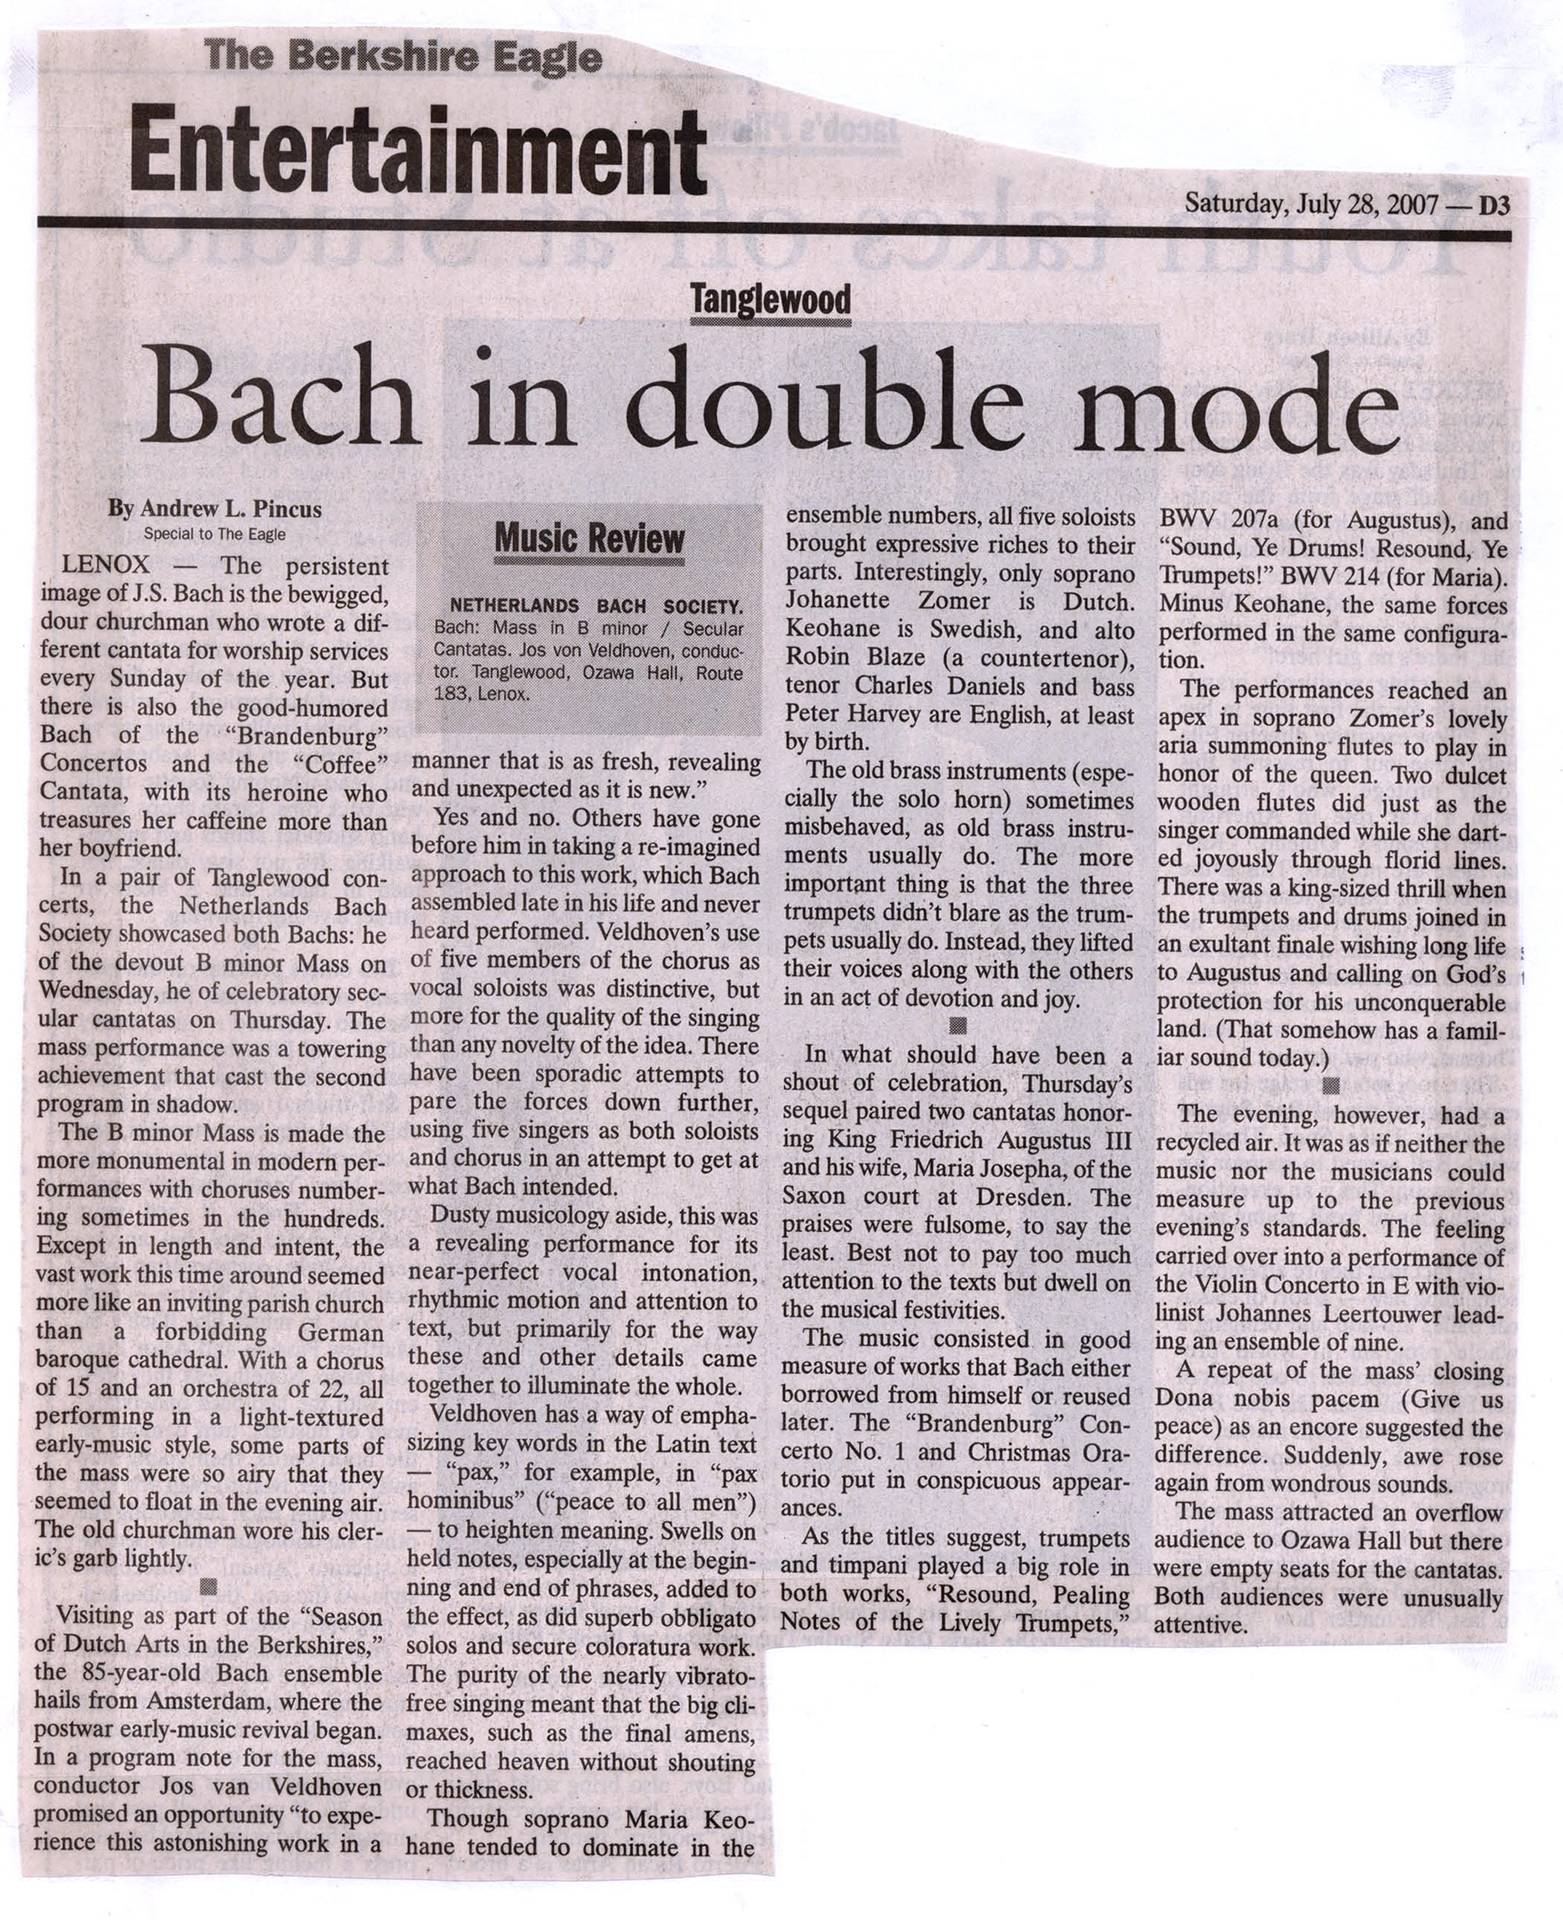 The Berkshire Eagle
Entertainment
Saturday, July 28, 2007 — D3
Tanglewood
Bach in double mode
By Andrew L. Pincus
Special to The Eagle
LENOX — The persistent
image of J.S. Bach is the bewigged,
dour churchman who wrote a dif-
ferent cantata for worship services
every Sunday of the year. But
there is also the good-humored
Bach of the “Brandenburg”
Concertos and the “Coffee”
Cantata, with its heroine who
treasures her caffeine more than
her boyfriend.
In a pair of Tanglewood con-
certs, the Netherlands Bach
Society showcased both Bachs: he
of the devout B minor Mass on
Wednesday, he of celebratory sec-
ular cantatas on Thursday. The
mass performance was a towering
achievement that cast the second
program in shadow.
The B minor Mass is made the
more monumental in modern per-
formances with choruses number-
ing sometimes in the hundreds.
Except in length and intent, the
vast work this time around seemed
more like an inviting parish church
than a forbidding German
baroque cathedral. With a chorus
of 15 and an orchestra of 22, all
performing in a light-textured
early-music style, some parts of
the mass were so airy that they
seemed to float in the evening air.
The old churchman wore his cler-
ic’s garb lightly.
Visiting as part of the “Season
of Dutch Arts in the Berkshires,”
the 85-year-old Bach ensemble
hails from Amsterdam, where the
postwar early-music revival began.
In a program note for the mass,
conductor Jos van Veldhoven
promised an opportunity “to expe-
rience this astonishing work in a
Music Review
NETHERLANDS BACH SOCIETY.
Bach: Mass in B minor / Secular
Cantatas. Jos von Veldhoven, conduc-
tor. Tanglewood, Ozawa Hall, Route
183, Lenox.
manner that is as fresh, revealing
and unexpected as it is new.”
Yes and no. Others have gone
before him in taking a re-imagined
approach to this work, which Bach
assembled late in his life and never
heard performed. Veldhoven’s use
of five members of the chorus as
vocal soloists was distinctive, but
more for the quality of the singing
than any novelty of the idea. There
have been sporadic attempts to
pare the forces down further,
using five singers as both soloists
and chorus in an attempt to get at
what Bach intended.
Dusty musicology aside, this was
a revealing performance for its
near-perfect vocal intonation,
rhythmic motion and attention to
text, but primarily for the way
these and other details came
together to illuminate the whole.
Veldhoven has a way of empha-
sizing key words in the Latin text
— “pax,” for example, in “pax
hominibus” (“peace to all men”)
— to heighten meaning. Swells on
held notes, especially at the begin-
ning and end of phrases, added to
the effect, as did superb obbligato
solos and secure coloratura work.
The purity of the nearly vibrato-
free singing meant that the big cli-
maxes, such as the final amens,
reached heaven without shouting
or thickness.
Though soprano Maria Keo-
hane tended to dominate in the
ensemble numbers, all five soloists
brought expressive riches to their
parts. Interestingly, only soprano
Johanette Zomer is Dutch.
Keohane is Swedish, and alto
Robin Blaze (a countertenor),
tenor Charles Daniels and bass
Peter Harvey are English, at least
by birth.
The old brass instruments (espe-
cially the solo horn) sometimes
misbehaved, as old brass instru-
ments usually do. The more
important thing is that the three
trumpets didn’t blare as the trum-
pets usually do. Instead, they lifted
their voices along with the others
in an act of devotion and joy.
In what should have been a
shout of celebration, Thursday’s
sequel paired two cantatas honor-
ing King Friedrich Augustus III
and his wife, Maria Josepha, of the
Saxon court at Dresden. The
praises were fulsome, to say the
least. Best not to pay too much
attention to the texts but dwell on
the musical festivities.
The music consisted in good
measure of works that Bach either
borrowed from himself or reused
later. The “Brandenburg” Con-
certo No. 1 and Christmas Ora-
torio put in conspicuous appear-
ances.
As the titles suggest, trumpets
and timpani played a big role in
both works, “Resound, Pealing
Notes of the Lively Trumpets,”
BWV 207a (for Augustus), and
“Sound, Ye Drums! Resound, Ye
Trumpets!” BWV 214 (for Maria).
Minus Keohane, the same forces
performed in the same configura-
tion.
The performances reached an
apex in soprano Zomer’s lovely
aria summoning flutes to play in
honor of the queen. Two dulcet
wooden flutes did just as the
singer commanded while she dart-
ed joyously through florid lines.
There was a king-sized thrill when
the trumpets and drums joined in
an exultant finale wishing long life
to Augustus and calling on God’s
protection for his unconquerable
land. (That somehow has a famil-
iar sound today.)
The evening, however, had a
recycled air. It was as if neither the
music nor the musicians could
measure up to the previous
evening’s standards. The feeling
carried over into a performance of
the Violin Concerto in E with vio-
linist Johannes Leertouwer lead-
ing an ensemble of nine.
A repeat of the mass’ closing
Dona nobis pacem (Give us
peace) as an encore suggested the
difference. Suddenly, awe rose
again from wondrous sounds.
The mass attracted an overflow
audience to Ozawa Hall but there
were empty seats for the cantatas.
Both audiences were unusually
attentive.